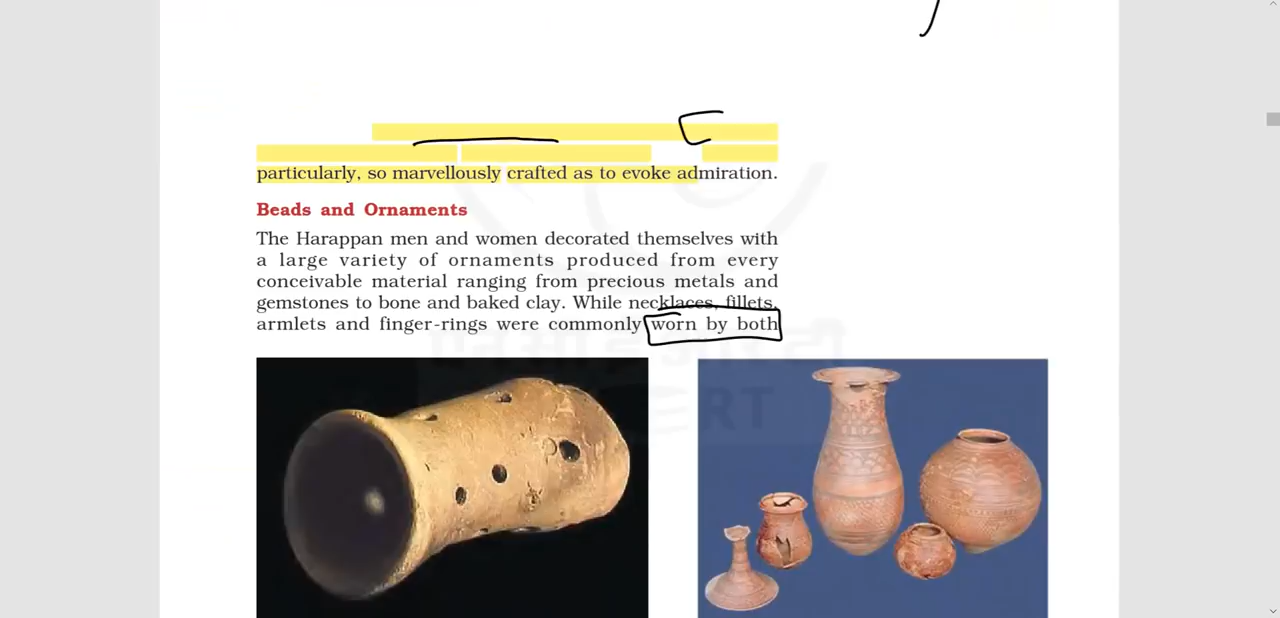 particularly, so marvellously crafted as to evoke admiration.
Beads and Ornaments
The Harappan men and women decorated themselves with
a large variety of ornaments produced from every
conceivable material ranging from precious metals and
gemstones to bone and baked clay. While necklaces, fillets,
armlets and finger-rings were commonly worn by both